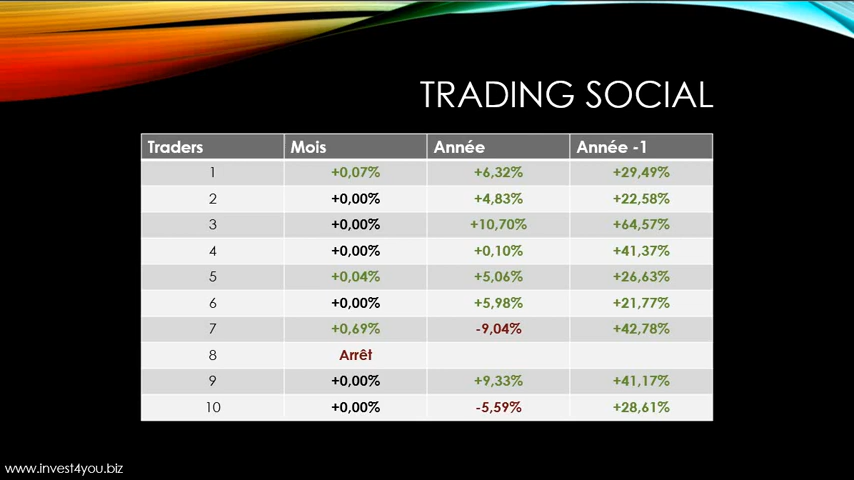 TRADING SOCIAL
Traders Mois Année Année -1
1 +0,07% +6,32% +29,49%
2 +0,00% +4,83% +22,58%
3 +0,00% +10,70% +64,57%
4 +0,00% +0,10% +41,37%
5 +0,04% +5,06% +26,63%
6 +0,00% +5,98% +21,77%
7 +0,69% -9,04% +42,78%
8 Arrêt
9 +0,00% +9,33% +41,17%
10 +0,00% -5,59% +28,61%
www.invest4you.biz